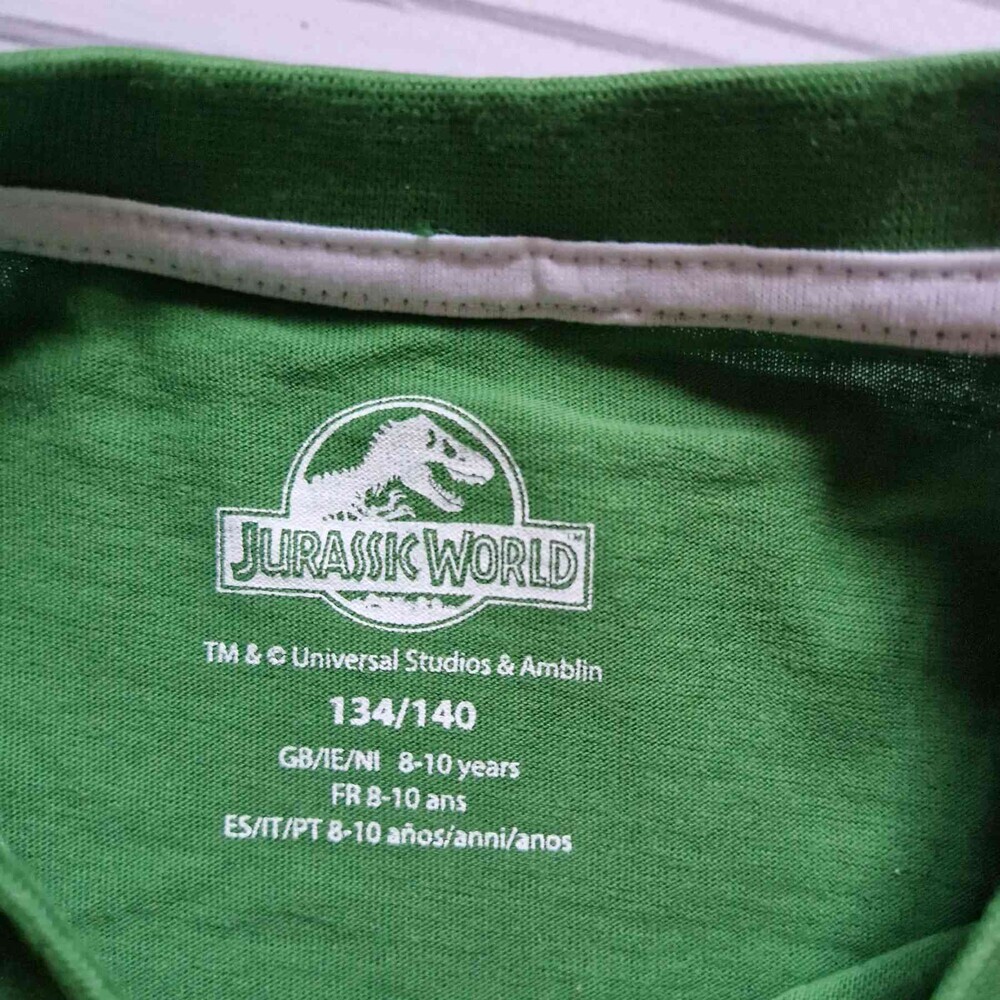 JURASSIC WORLD™
TM & © Universal Studios & Amblin
134/140
GB/IE/NI 8-10 years
FR 8-10 ans
ES/IT/PT 8-10 años/anni/anos